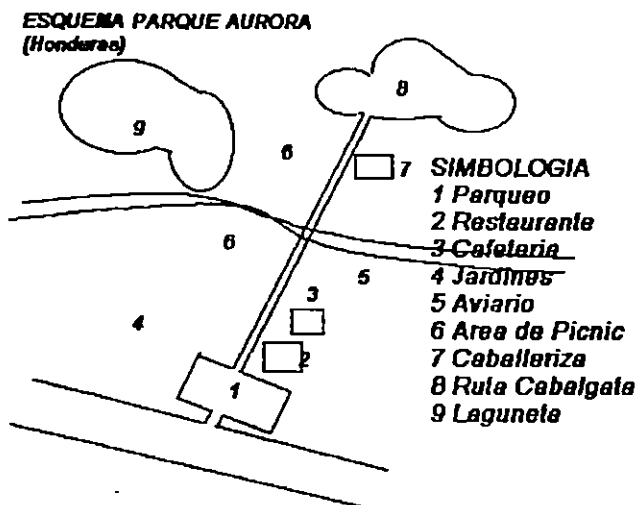 ESQUEMA PARQUE AURORA
(Honduras)
8
9
6
7
SIMBOLOGIA
1 Parqueo
2 Restaurante
3 Cafeteria
4 Jardines
5 Aviario
6 Area de Picnic
7 Caballeriza
8 Ruta Cabalgata
9 Laguneta
6
5
3
4
2
1